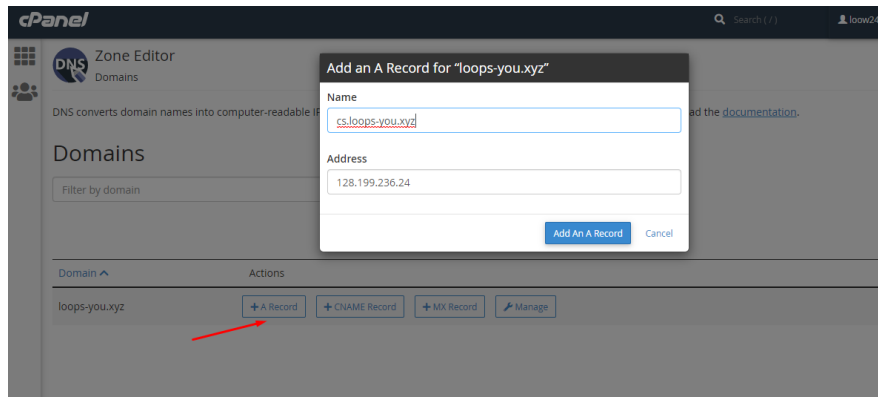 cPanel
Search ( / )
loow24
DNS
Zone Editor
Domains
Add an A Record for “loops-you.xyz”
Name
cs.loops-you.xyz
DNS converts domain names into computer-readable IP
ad the documentation.
Domains
Address
128.199.236.24
Filter by domain
Add An A Record
Cancel
Domain
Actions
loops-you.xyz
+ A Record
+ CNAME Record
+ MX Record
Manage